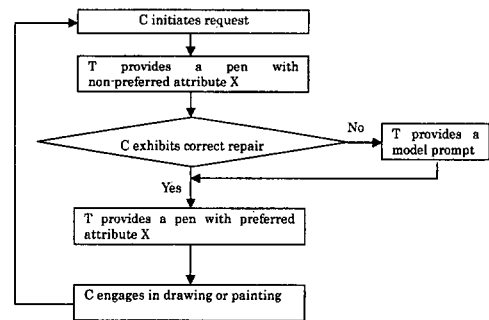 C initiates request
T provides a pen with
non-preferred attribute X
C exhibits correct repair
No
T provides a
model prompt
Yes
T provides a pen with preferred
attribute X
C engages in drawing or painting